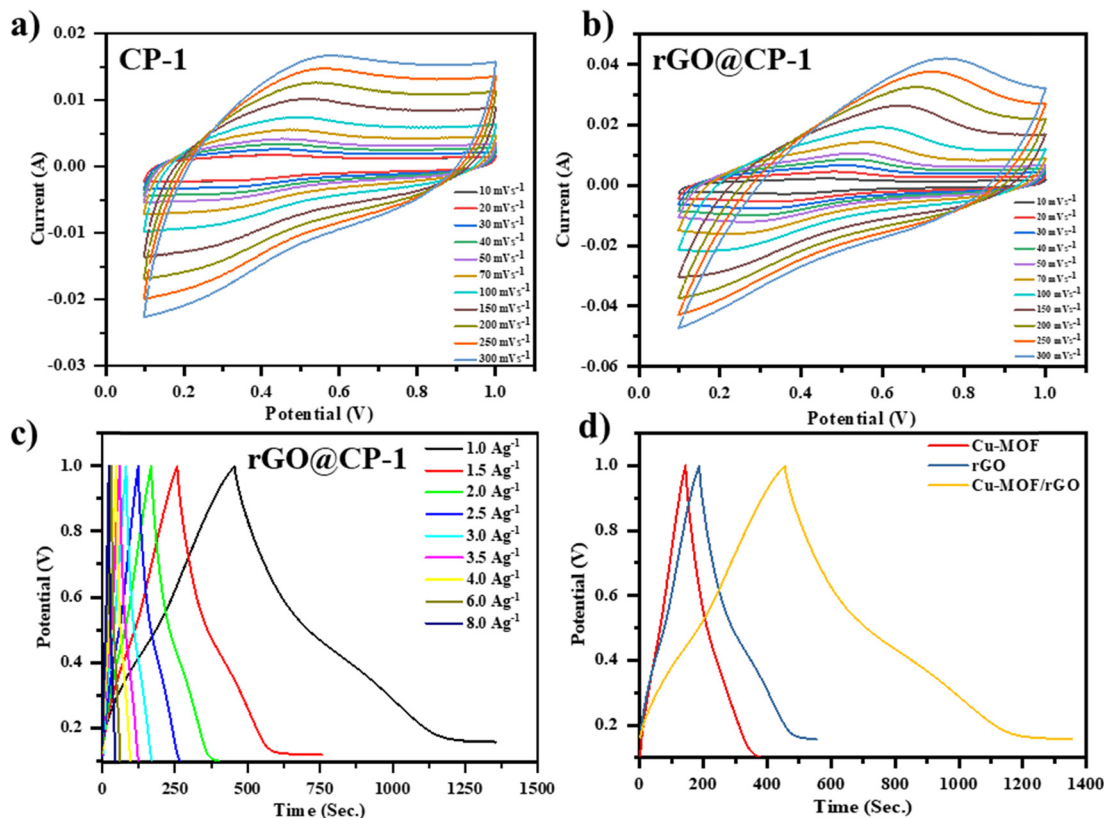 a)
CP-1
0.02
0.01
0.00
-0.01
-0.02
-0.03
Current (A)
10 mVs-1
20 mVs-1
30 mVs-1
40 mVs-1
50 mVs-1
70 mVs-1
100 mVs-1
150 mVs-1
200 mVs-1
250 mVs-1
300 mVs-1
0.0 0.2 0.4 0.6 0.8 1.0
Potential (V)
b)
rGO@CP-1
0.04
0.02
0.00
-0.02
-0.04
-0.06
Current (A)
10 mVs-1
20 mVs-1
30 mVs-1
40 mVs-1
50 mVs-1
70 mVs-1
100 mVs-1
150 mVs-1
200 mVs-1
250 mVs-1
300 mVs-1
0.0 0.2 0.4 0.6 0.8 1.0
Potential (V)
c)
rGO@CP-1
1.0
0.8
0.6
0.4
0.2
Potential (V)
1.0 Ag-1
1.5 Ag-1
2.0 Ag-1
2.5 Ag-1
3.0 Ag-1
3.5 Ag-1
4.0 Ag-1
6.0 Ag-1
8.0 Ag-1
0 250 500 750 1000 1250 1500
Time (Sec.)
d)
Cu-MOF
rGO
Cu-MOF/rGO
1.0
0.8
0.6
0.4
0.2
Potential (V)
0 200 400 600 800 1000 1200 1400
Time (Sec.)